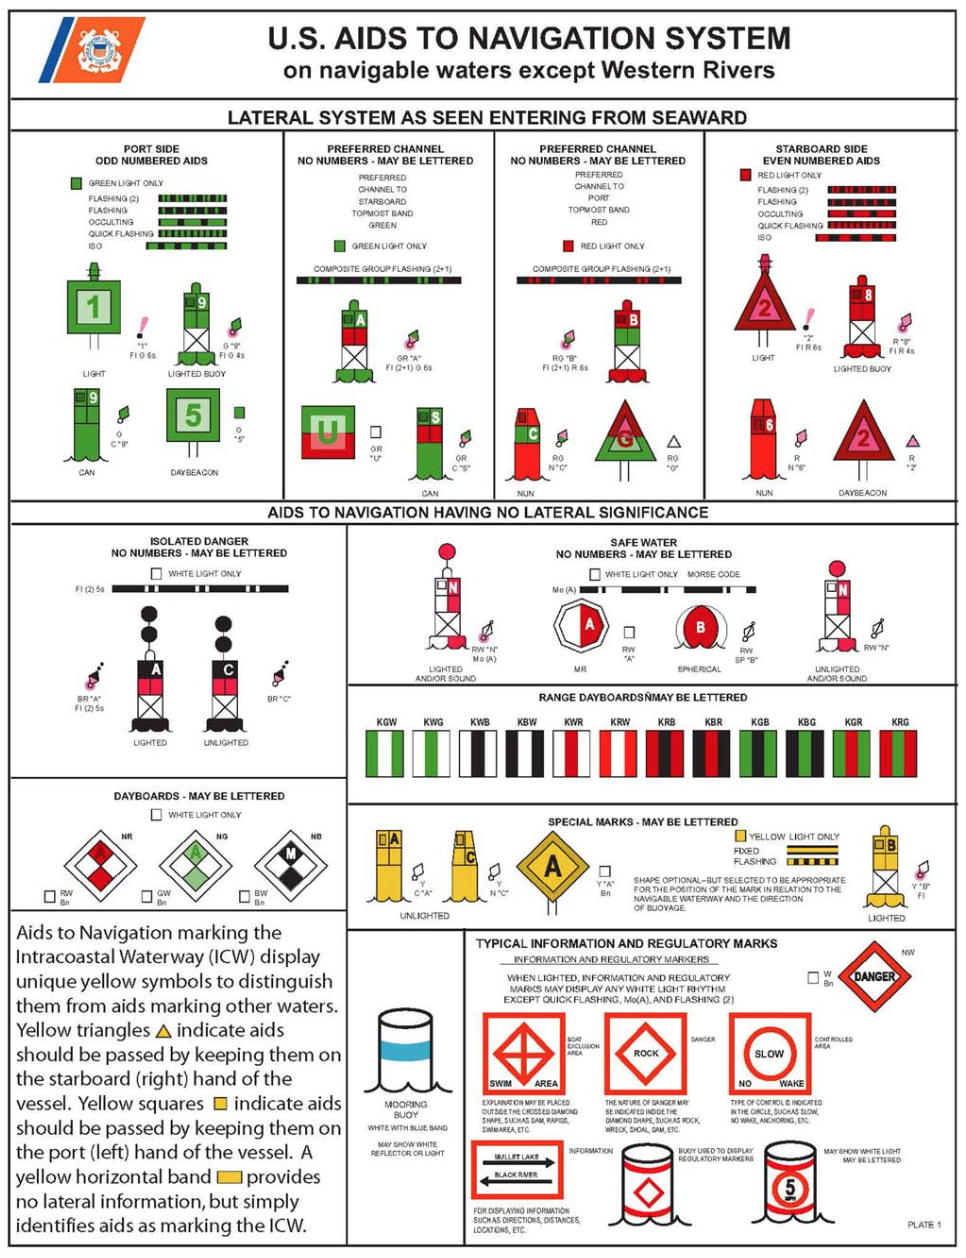 U.S. AIDS TO NAVIGATION SYSTEM
on navigable waters except Western Rivers
LATERAL SYSTEM AS SEEN ENTERING FROM SEAWARD
PORT SIDE
ODD NUMBERED AIDS
GREEN LIGHT ONLY
FLASHING (2)
FLASHING
OCCULTING
QUICK FLASHING
ISO
1
"1"
Fl G 6s
LIGHT
9
G "9"
Fl G 4s
LIGHTED BUOY
9
G
C "9"
CAN
5
G
"5"
DAYBEACON
PREFERRED CHANNEL
NO NUMBERS - MAY BE LETTERED
PREFERRED
CHANNEL TO
STARBOARD
TOPMOST BAND
GREEN
GREEN LIGHT ONLY
COMPOSITE GROUP FLASHING (2+1)
A
GR "A"
Fl (2+1) G 6s
U
GR
"U"
S
GR
C "S"
CAN
PREFERRED CHANNEL
NO NUMBERS - MAY BE LETTERED
PREFERRED
CHANNEL TO
PORT
TOPMOST BAND
RED
RED LIGHT ONLY
COMPOSITE GROUP FLASHING (2+1)
B
RG "B"
Fl (2+1) R 6s
C
RG
N "C"
NUN
G
RG
"G"
STARBOARD SIDE
EVEN NUMBERED AIDS
RED LIGHT ONLY
FLASHING (2)
FLASHING
OCCULTING
QUICK FLASHING
ISO
2
"2"
Fl R 6s
LIGHT
8
R "8"
Fl R 4s
LIGHTED BUOY
6
R
N "6"
NUN
2
R
"2"
DAYBEACON
AIDS TO NAVIGATION HAVING NO LATERAL SIGNIFICANCE
ISOLATED DANGER
NO NUMBERS - MAY BE LETTERED
WHITE LIGHT ONLY
Fl (2) 5s
A
BR "A"
Fl (2) 5s
LIGHTED
C
BR "C"
UNLIGHTED
SAFE WATER
NO NUMBERS - MAY BE LETTERED
WHITE LIGHT ONLY MORSE CODE
Mo (A)
N
RW "N"
Mo (A)
LIGHTED
AND/OR SOUND
A
RW
"A"
MR
B
RW
SP "B"
SPHERICAL
N
RW "N"
UNLIGHTED
AND/OR SOUND
RANGE DAYBOARDSÑMAY BE LETTERED
KGW KWG KWB KBW KWR KRW KRB KBR KGB KBG KGR KRG
DAYBOARDS - MAY BE LETTERED
WHITE LIGHT ONLY
NR
A
RW
Bn
NG
A
GW
Bn
NB
M
BW
Bn
SPECIAL MARKS - MAY BE LETTERED
YELLOW LIGHT ONLY
FIXED
FLASHING
A
Y
C "A"
C
Y
N "C"
UNLIGHTED
A
Y "A"
Bn
SHAPE OPTIONAL--BUT SELECTED TO BE APPROPRIATE
FOR THE POSITION OF THE MARK IN RELATION TO THE
NAVIGABLE WATERWAY AND THE DIRECTION
OF BUOYAGE.
B
Y "B"
Fl
LIGHTED
Aids to Navigation marking the
Intracoastal Waterway (ICW) display
unique yellow symbols to distinguish
them from aids marking other waters.
Yellow triangles indicate aids
should be passed by keeping them on
the starboard (right) hand of the
vessel. Yellow squares indicate aids
should be passed by keeping them on
the port (left) hand of the vessel. A
yellow horizontal band provides
no lateral information, but simply
identifies aids as marking the ICW.
MOORING
BUOY
WHITE WITH BLUE BAND
MAY SHOW WHITE
REFLECTOR OR LIGHT
TYPICAL INFORMATION AND REGULATORY MARKS
INFORMATION AND REGULATORY MARKERS
WHEN LIGHTED, INFORMATION AND REGULATORY
MARKS MAY DISPLAY ANY WHITE LIGHT RHYTHM
EXCEPT QUICK FLASHING, Mo(A), AND FLASHING (2)
W
Bn
DANGER
NW
SWIM AREA
BOAT
EXCLUSION
AREA
EXPLANATION MAY BE PLACED
OUTSIDE THE CROSSED DIAMOND
SHAPE, SUCH AS DAM, RAPIDS,
SWIM AREA, ETC.
ROCK
DANGER
THE NATURE OF DANGER MAY
BE INDICATED INSIDE THE
DIAMOND SHAPE, SUCH AS ROCK,
WRECK, SHOAL, DAM, ETC.
SLOW
NO WAKE
CONTROLLED
AREA
TYPE OF CONTROL IS INDICATED
IN THE CIRCLE, SUCH AS SLOW,
NO WAKE, ANCHORING, ETC.
MULLET LAKE
BLACK RIVER
INFORMATION
FOR DISPLAYING INFORMATION
SUCH AS DIRECTIONS, DISTANCES,
LOCATIONS, ETC.
BUOY USED TO DISPLAY
REGULATORY MARKERS
5
MPH
MAY SHOW WHITE LIGHT
MAY BE LETTERED
PLATE 1